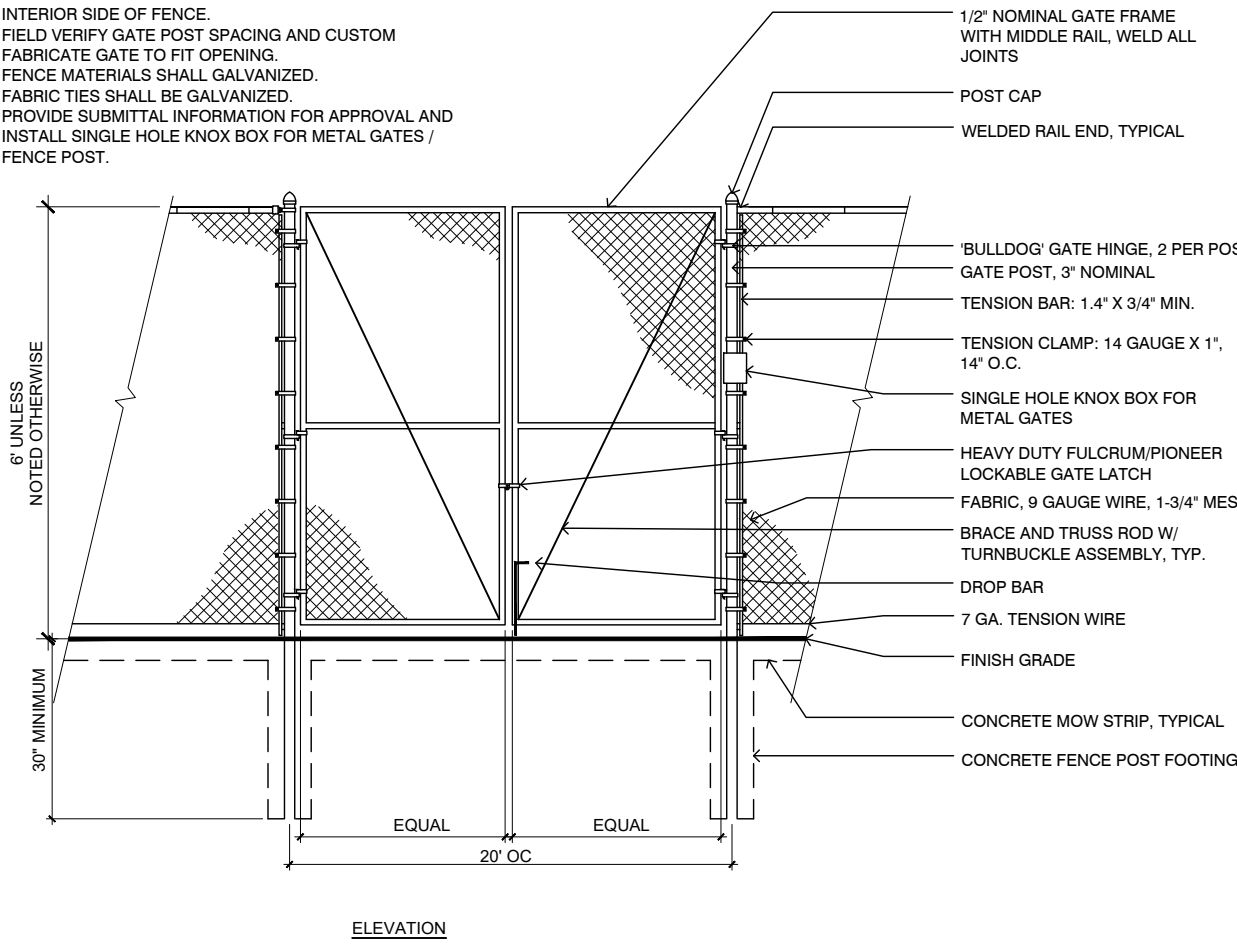 INTERIOR SIDE OF FENCE.
FIELD VERIFY GATE POST SPACING AND CUSTOM
FABRICATE GATE TO FIT OPENING.
FENCE MATERIALS SHALL GALVANIZED.
FABRIC TIES SHALL BE GALVANIZED.
PROVIDE SUBMITTAL INFORMATION FOR APPROVAL AND
INSTALL SINGLE HOLE KNOX BOX FOR METAL GATES /
FENCE POST.
1/2" NOMINAL GATE FRAME
WITH MIDDLE RAIL, WELD ALL
JOINTS
POST CAP
WELDED RAIL END, TYPICAL
'BULLDOG' GATE HINGE, 2 PER POS
GATE POST, 3" NOMINAL
TENSION BAR: 1.4" X 3/4" MIN.
TENSION CLAMP: 14 GAUGE X 1",
14" O.C.
SINGLE HOLE KNOX BOX FOR
METAL GATES
HEAVY DUTY FULCRUM/PIONEER
LOCKABLE GATE LATCH
FABRIC, 9 GAUGE WIRE, 1-3/4" MES
BRACE AND TRUSS ROD W/
TURNBUCKLE ASSEMBLY, TYP.
DROP BAR
7 GA. TENSION WIRE
FINISH GRADE
CONCRETE MOW STRIP, TYPICAL
CONCRETE FENCE POST FOOTING
6' UNLESS
NOTED OTHERWISE
30" MINIMUM
EQUAL
EQUAL
20' OC
ELEVATION